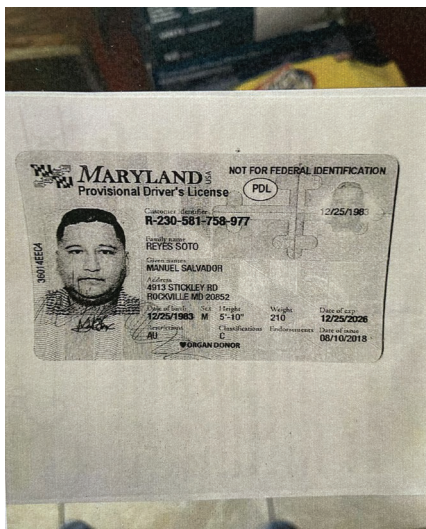 MARYLAND USA
NOT FOR FEDERAL IDENTIFICATION
Provisional Driver's License
PDL
Customer Identifier
R-230-581-758-977
12/25/1983
Family name
REYES SOTO
Given names
MANUEL SALVADOR
Address
4913 STICKLEY RD
ROCKVILLE MD 20852
Date of birth Sex Height Weight Date of exp
12/25/1983 M 5'-10" 210 12/25/2026
Restrictions Classifications Endorsements Date of issue
AU C 08/10/2018
ORGAN DONOR
36014EEC4